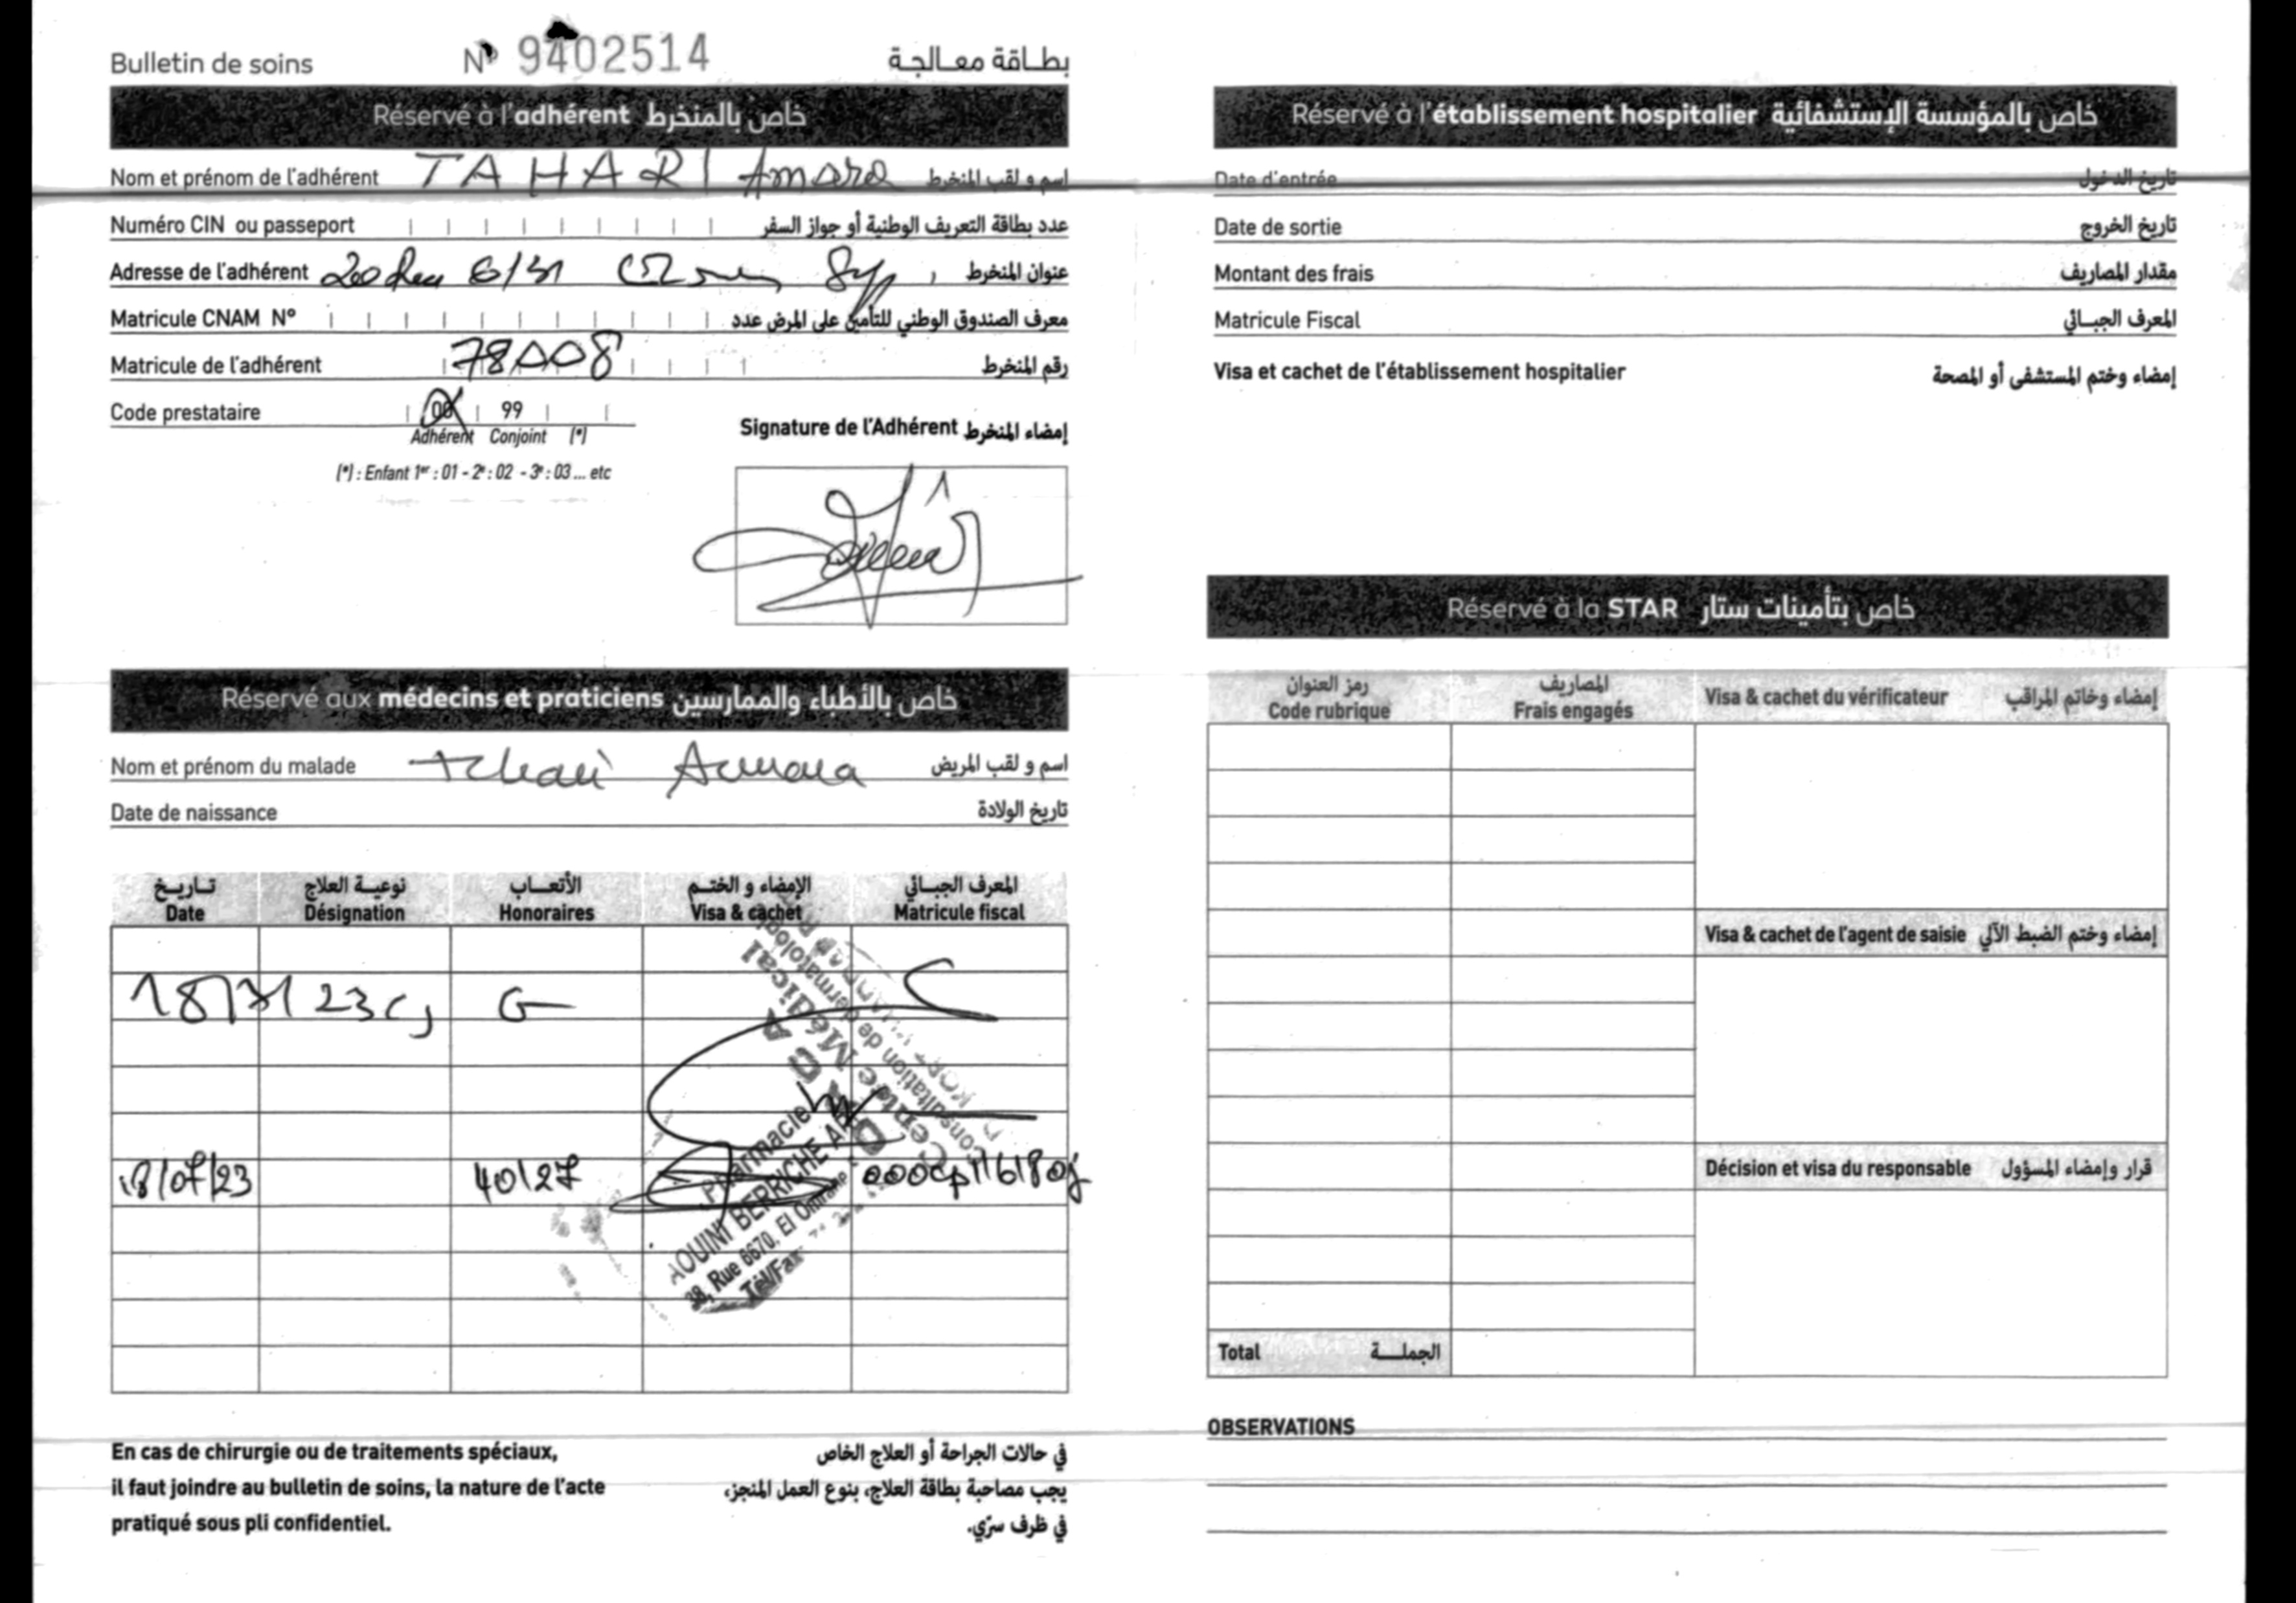 Bulletin de soins N° 9402514 بطاقة معالجة
Réservé à l'adhérent خاص بالمنخرط
Nom et prénom de l'adhérent TAHARI Amara اسم و لقب المنخرط
Numéro CIN ou passeport عدد بطاقة التعريف الوطنية أو جواز السفر
Adresse de l'adhérent عنوان المنخرط
Matricule CNAM N° معرف الصندوق الوطني للتأمين على المرض عدد
Matricule de l'adhérent 78008 رقم المنخرط
Code prestataire 00 99
Adhérent Conjoint (*)
(*) : Enfant 1er : 01 - 2e : 02 - 3e : 03 ... etc
Signature de l'Adhérent إمضاء المنخرط
Réservé aux médecins et praticiens خاص بالأطباء والممارسين
Nom et prénom du malade Tahari Amara اسم و لقب المريض
Date de naissance تاريخ الولادة
تاريخ نوعية العلاج الأتعاب الإمضاء و الختم المعرف الجبائي
Date Désignation Honoraires Visa & cachet Matricule fiscal
Centre Médical
Consultation de dermatologie
18/07/23 40127
Pharmacie
AOUINI BERRICHE
38, Rue 6670, El Omrane
Tél/Fax
En cas de chirurgie ou de traitements spéciaux,
il faut joindre au bulletin de soins, la nature de l'acte
pratiqué sous pli confidentiel.
في حالات الجراحة أو العلاج الخاص
يجب مصاحبة بطاقة العلاج، بنوع العمل المنجز،
في ظرف سرّي.
Réservé à l'établissement hospitalier خاص بالمؤسسة الإستشفائية
Date d'entrée تاريخ الدخول
Date de sortie تاريخ الخروج
Montant des frais مقدار المصاريف
Matricule Fiscal المعرف الجبائي
Visa et cachet de l'établissement hospitalier إمضاء وختم المستشفى أو المصحة
Réservé à la STAR خاص بتأمينات ستار
رمز العنوان المصاريف
Code rubrique Frais engagés Visa & cachet du vérificateur إمضاء وخاتم المراقب
Visa & cachet de l'agent de saisie إمضاء وختم الضبط الآلي
Décision et visa du responsable قرار وإمضاء المسؤول
Total الجملة
OBSERVATIONS